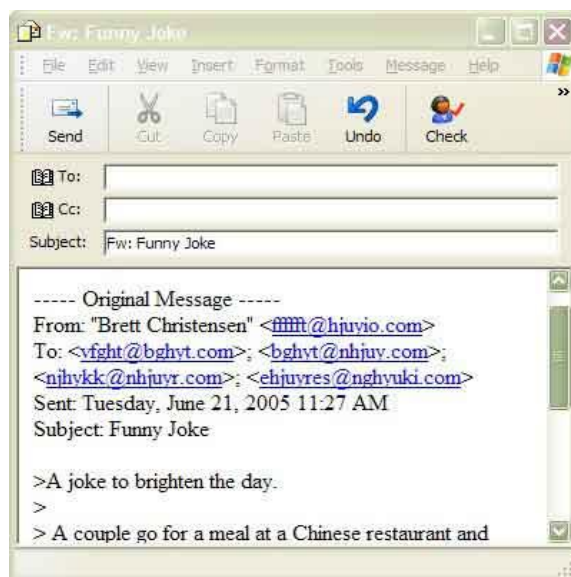 Fw: Funny Joke
File Edit View Insert Format Tools Message Help
»
Send Cut Copy Paste Undo Check
To:
Cc:
Subject: Fw: Funny Joke
----- Original Message -----
From: "Brett Christensen" <ffffft@hjuyio.com>
To: <vfght@bghyt.com>; <bghyt@nhjuy.com>;
<njhykk@nhjuyr.com>; <ehjuyres@nghyuki.com>
Sent: Tuesday, June 21, 2005 11:27 AM
Subject: Funny Joke
>A joke to brighten the day.
>
> A couple go for a meal at a Chinese restaurant and